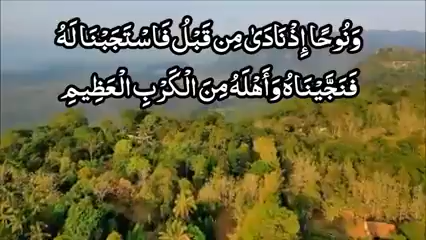 وَنُوحًا إِذْ نَادَىٰ مِن قَبْلُ فَاسْتَجَبْنَا لَهُ
فَنَجَّيْنَاهُ وَأَهْلَهُ مِنَ الْكَرْبِ الْعَظِيمِ